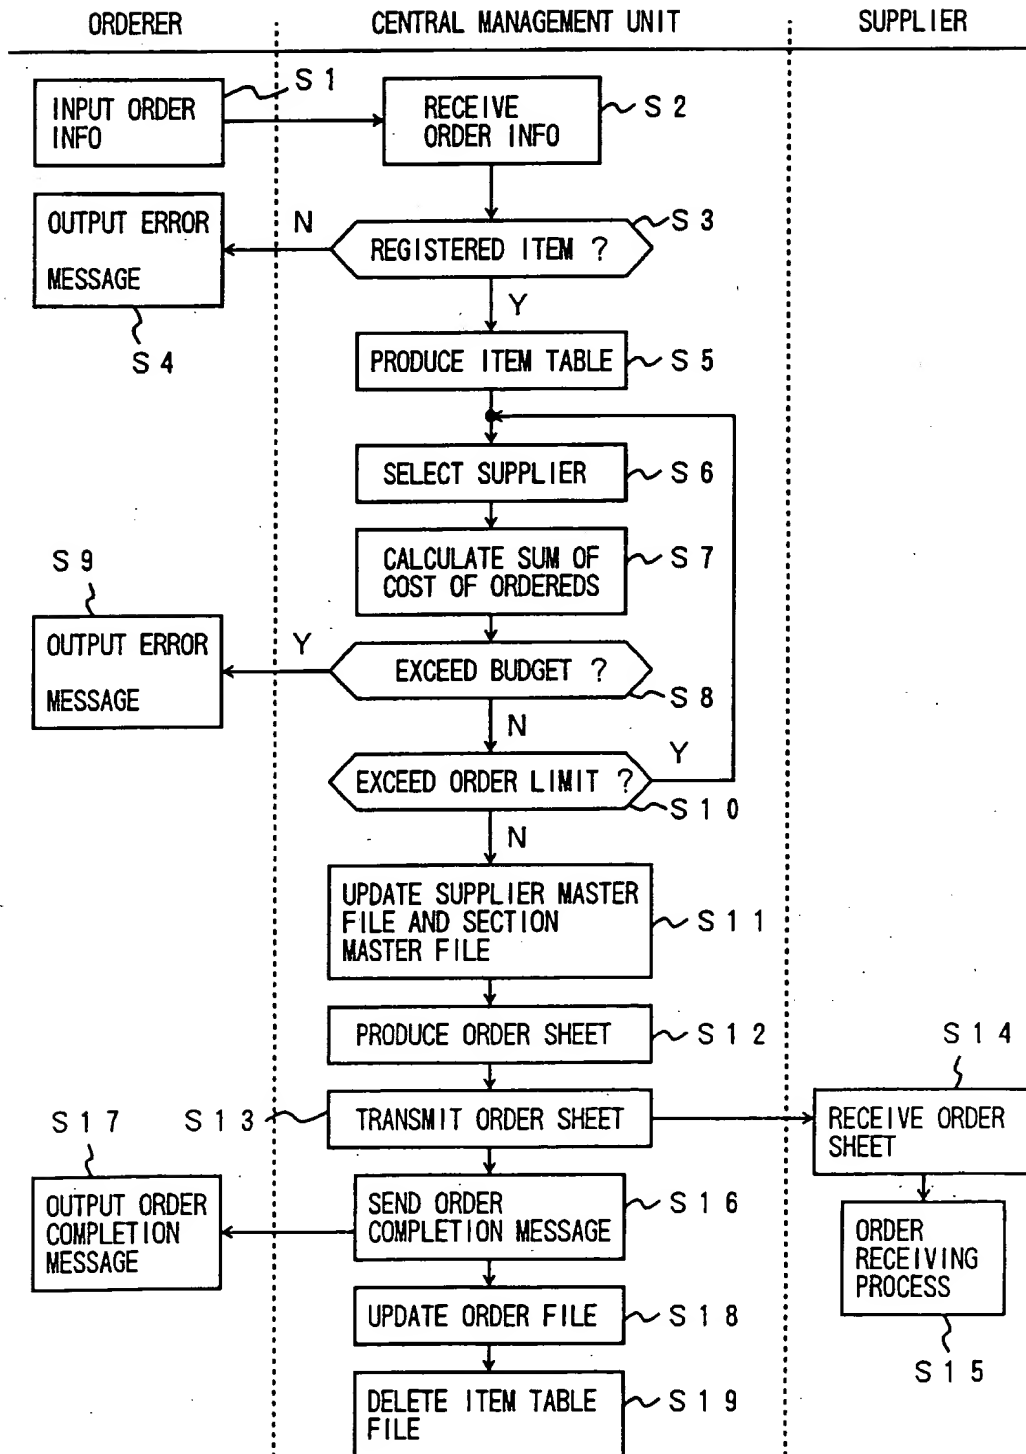 ORDERER
CENTRAL MANAGEMENT UNIT
SUPPLIER
INPUT ORDER
INFO
S 1
RECEIVE
ORDER INFO
S 2
OUTPUT ERROR
MESSAGE
S 4
N
REGISTERED ITEM ?
S 3
Y
PRODUCE ITEM TABLE
S 5
SELECT SUPPLIER
S 6
CALCULATE SUM OF
COST OF ORDEREDS
S 7
S 9
OUTPUT ERROR
MESSAGE
Y
EXCEED BUDGET ?
S 8
N
EXCEED ORDER LIMIT ?
Y
S 1 0
N
UPDATE SUPPLIER MASTER
FILE AND SECTION
MASTER FILE
S 1 1
PRODUCE ORDER SHEET
S 1 2
S 1 3
TRANSMIT ORDER SHEET
S 1 4
RECEIVE ORDER
SHEET
ORDER
RECEIVING
PROCESS
S 1 5
S 1 7
OUTPUT ORDER
COMPLETION
MESSAGE
SEND ORDER
COMPLETION MESSAGE
S 1 6
UPDATE ORDER FILE
S 1 8
DELETE ITEM TABLE
FILE
S 1 9